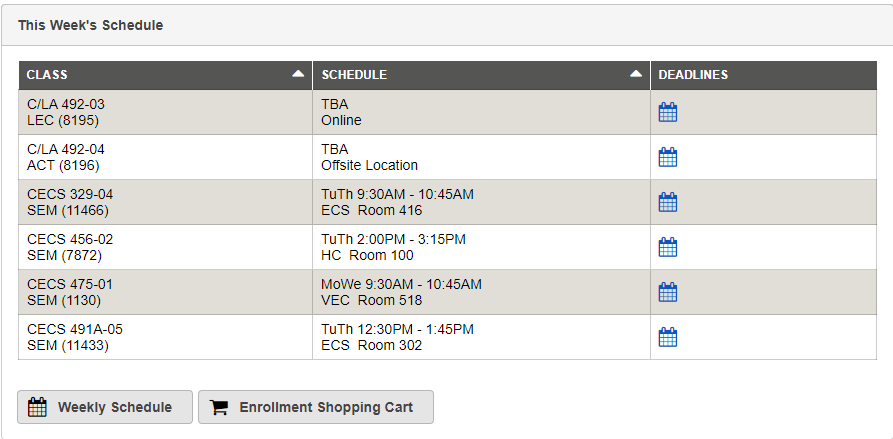 This Week's Schedule
CLASS SCHEDULE DEADLINES
C/LA 492-03 TBA
LEC (8195) Online
C/LA 492-04 TBA
ACT (8196) Offsite Location
CECS 329-04 TuTh 9:30AM - 10:45AM
SEM (11466) ECS Room 416
CECS 456-02 TuTh 2:00PM - 3:15PM
SEM (7872) HC Room 100
CECS 475-01 MoWe 9:30AM - 10:45AM
SEM (1130) VEC Room 518
CECS 491A-05 TuTh 12:30PM - 1:45PM
SEM (11433) ECS Room 302
Weekly Schedule Enrollment Shopping Cart